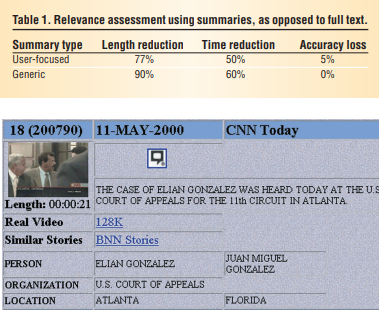 Table 1. Relevance assessment using summaries, as opposed to full text.
Summary type Length reduction Time reduction Accuracy loss
User-focused 77% 50% 5%
Generic 90% 60% 0%
18 (200790) 11-MAY-2000 CNN Today
THE CASE OF ELIAN GONZALEZ WAS HEARD TODAY AT THE U.S
Length: 00:00:21 COURT OF APPEALS FOR THE 11th CIRCUIT IN ATLANTA.
Real Video 128K
Similar Stories BNN Stories
PERSON ELIAN GONZALEZ JUAN MIGUEL
GONZALEZ
ORGANIZATION U.S. COURT OF APPEALS
LOCATION ATLANTA FLORIDA